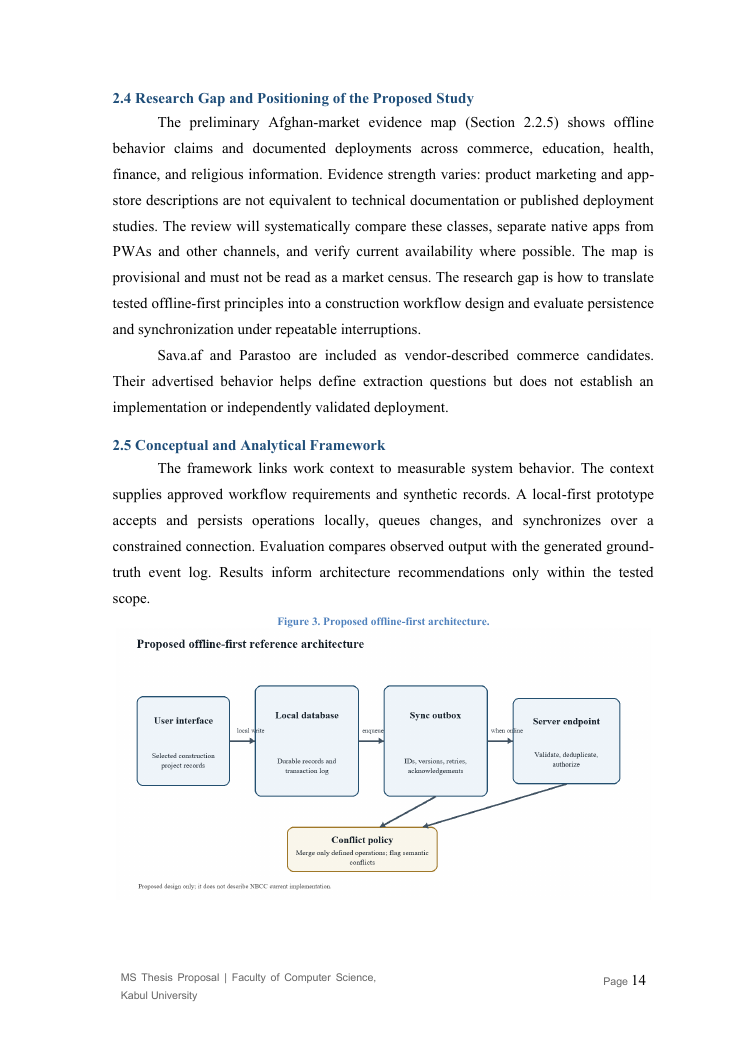 2.4 Research Gap and Positioning of the Proposed Study
The preliminary Afghan-market evidence map (Section 2.2.5) shows offline
behavior claims and documented deployments across commerce, education, health,
finance, and religious information. Evidence strength varies: product marketing and app-
store descriptions are not equivalent to technical documentation or published deployment
studies. The review will systematically compare these classes, separate native apps from
PWAs and other channels, and verify current availability where possible. The map is
provisional and must not be read as a market census. The research gap is how to translate
tested offline-first principles into a construction workflow design and evaluate persistence
and synchronization under repeatable interruptions.
Sava.af and Parastoo are included as vendor-described commerce candidates.
Their advertised behavior helps define extraction questions but does not establish an
implementation or independently validated deployment.
2.5 Conceptual and Analytical Framework
The framework links work context to measurable system behavior. The context
supplies approved workflow requirements and synthetic records. A local-first prototype
accepts and persists operations locally, queues changes, and synchronizes over a
constrained connection. Evaluation compares observed output with the generated ground-
truth event log. Results inform architecture recommendations only within the tested
scope.
Figure 3. Proposed offline-first architecture.
Proposed offline-first reference architecture
User interface
Selected construction
project records
local write
Local database
Durable records and
transaction log
enqueue
Sync outbox
IDs, versions, retries,
acknowledgements
when online
Server endpoint
Validate, deduplicate,
authorize
Conflict policy
Merge only defined operations; flag semantic
conflicts
Proposed design only; it does not describe NBCC current implementation.
MS Thesis Proposal | Faculty of Computer Science,
Kabul University
Page 14